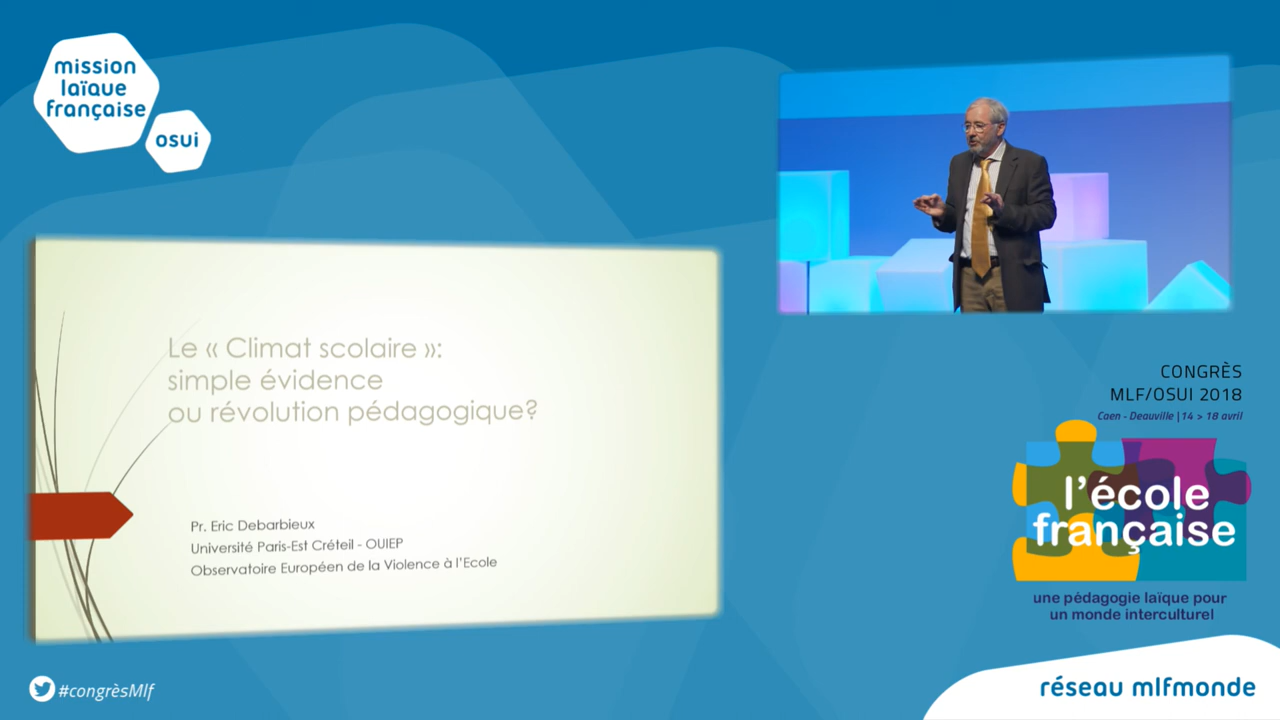 mission
laïque
française
osui
Le « Climat scolaire »:
simple évidence
ou révolution pédagogique?
Pr. Eric Debarbieux
Université Paris-Est Créteil - OUIEP
Observatoire Européen de la Violence à l'Ecole
CONGRÈS
MLF/OSUI 2018
Caen - Deauville | 14 > 18 avril
l'école
française
une pédagogie laïque pour
un monde interculturel
#congrèsMlf
réseau mlfmonde